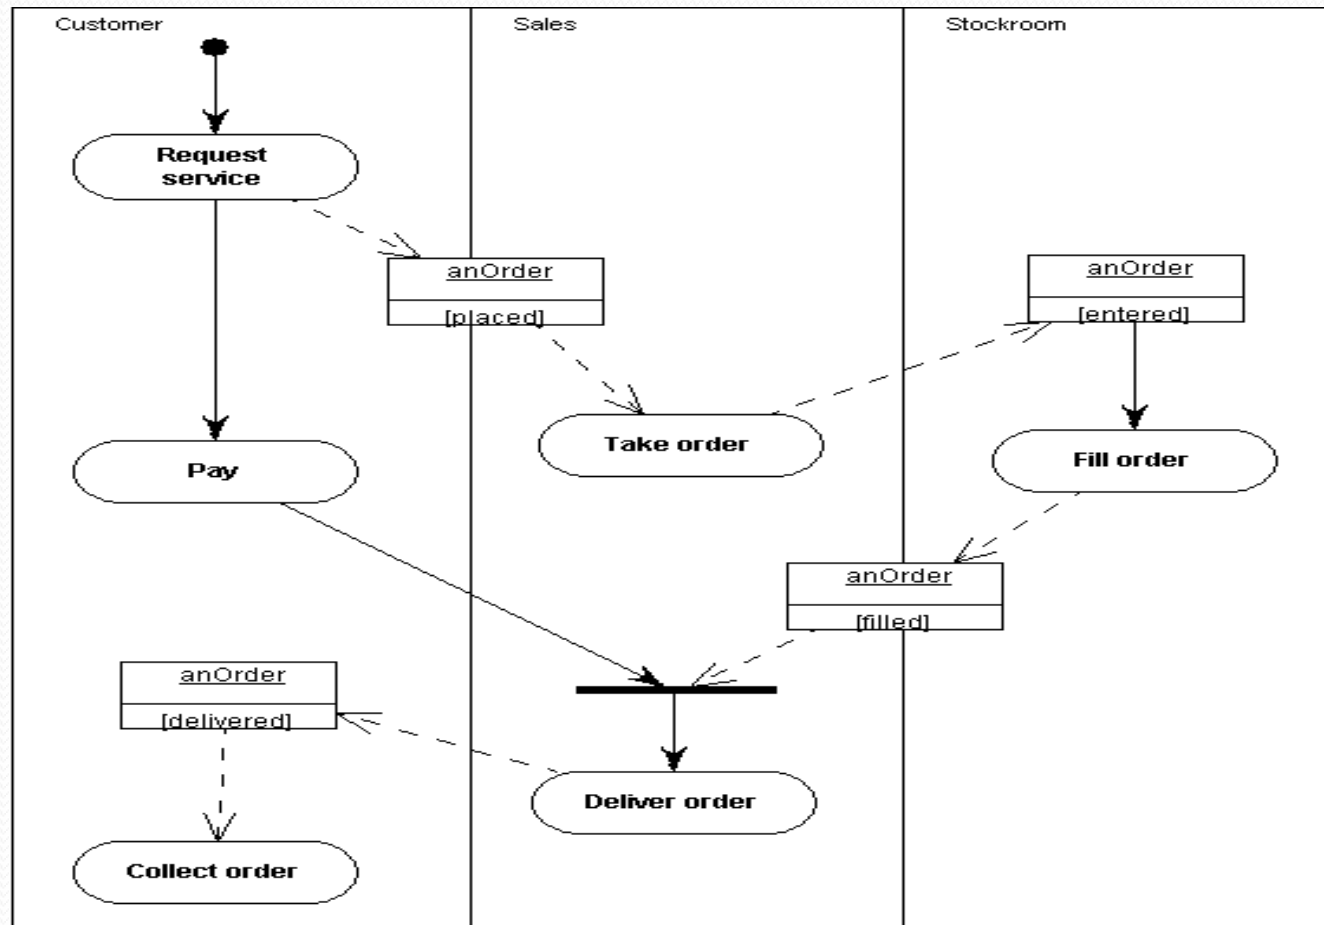 Customer
Sales
Stockroom
Request
service
anOrder
[placed]
anOrder
[entered]
Take order
Fill order
Pay
anOrder
[filled]
anOrder
[delivered]
Deliver order
Collect order